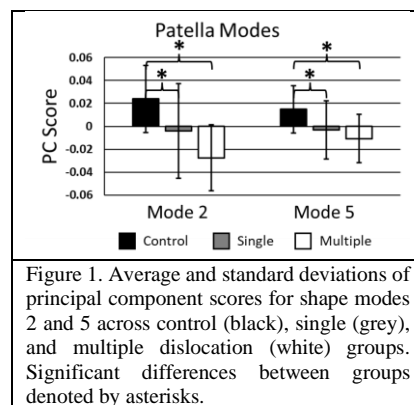 Patella Modes
PC Score
0.06
0.04
0.02
0
-0.02
-0.04
-0.06
*
*
*
*
Mode 2
Mode 5
Control
Single
Multiple
Figure 1. Average and standard deviations of
principal component scores for shape modes
2 and 5 across control (black), single (grey),
and multiple dislocation (white) groups.
Significant differences between groups
denoted by asterisks.